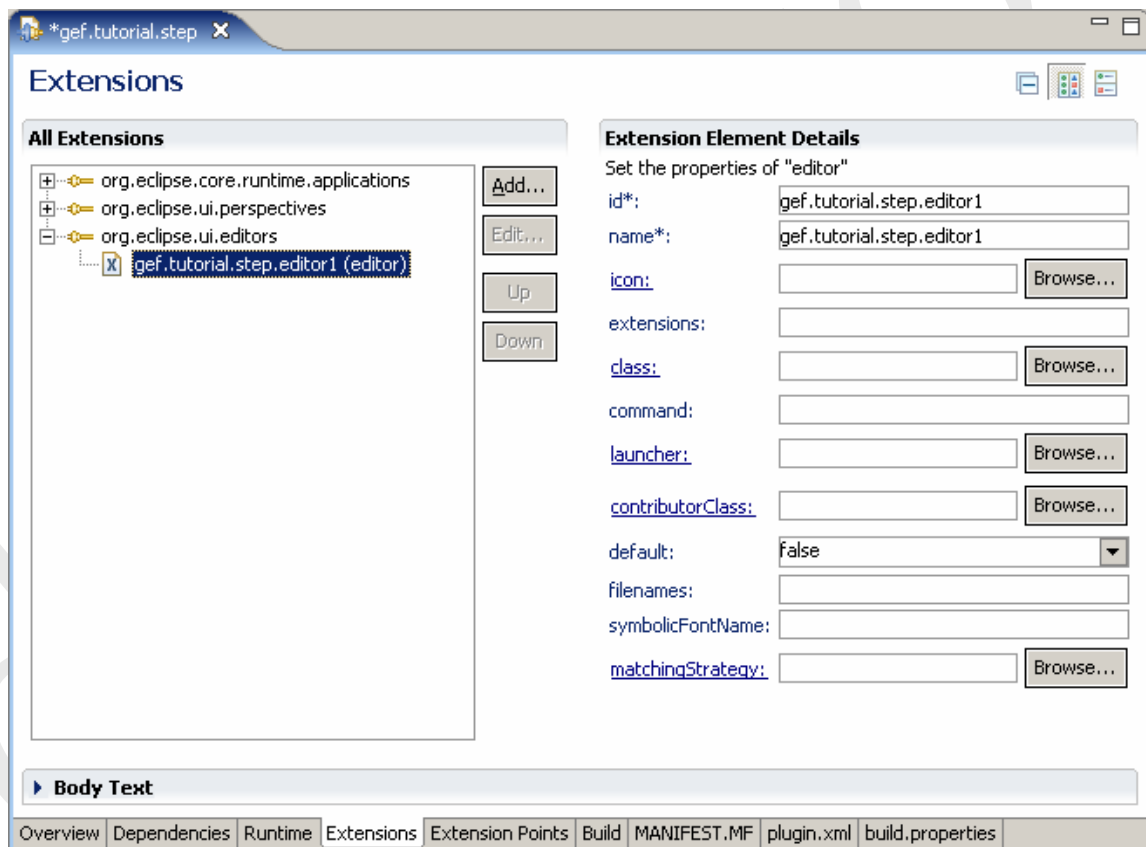 *gef.tutorial.step
Extensions
All Extensions
org.eclipse.core.runtime.applications
org.eclipse.ui.perspectives
org.eclipse.ui.editors
gef.tutorial.step.editor1 (editor)
Add...
Edit...
Up
Down
Extension Element Details
Set the properties of "editor"
id*: gef.tutorial.step.editor1
name*: gef.tutorial.step.editor1
icon: Browse...
extensions:
class: Browse...
command:
launcher: Browse...
contributorClass: Browse...
default: false
filenames:
symbolicFontName:
matchingStrategy: Browse...
Body Text
Overview Dependencies Runtime Extensions Extension Points Build MANIFEST.MF plugin.xml build.properties